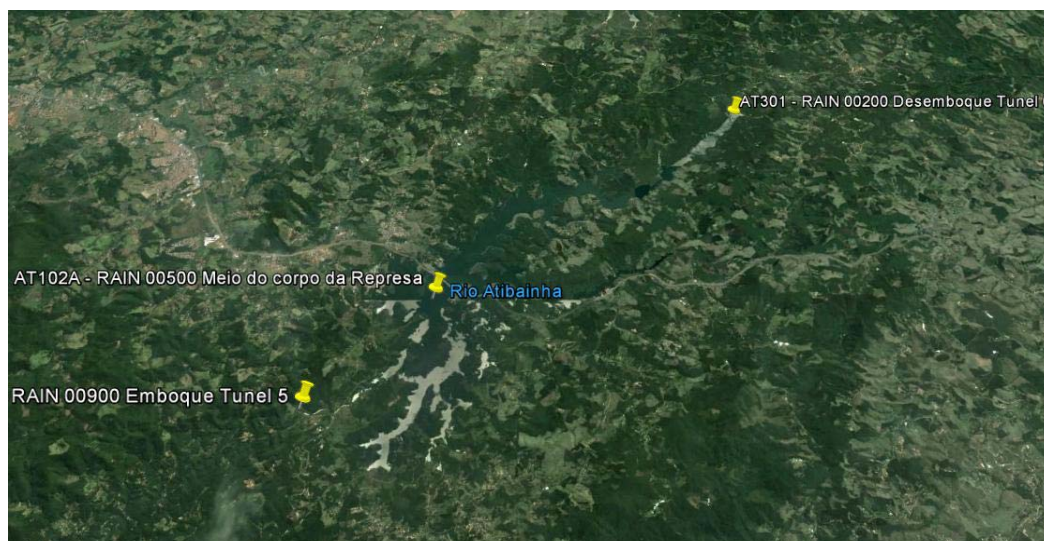 AT301 - RAIN 00200 Desemboque Tunel
AT102A - RAIN 00500 Meio do corpo da Represa
Rio Atibainha
RAIN 00900 Emboque Tunel 5